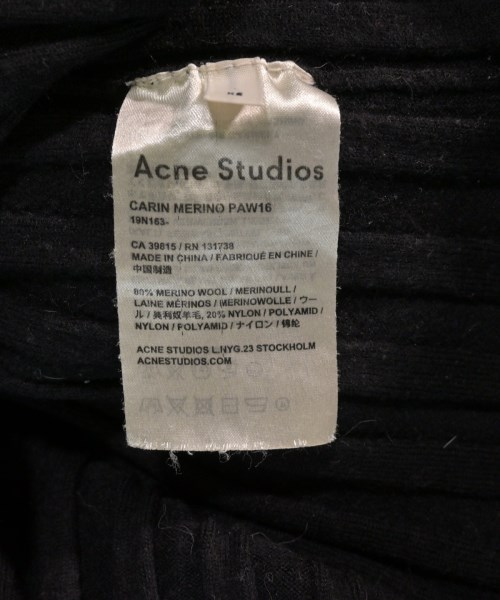 Acne Studios
CARIN MERINO PAW16
19N163-
CA 39815 / RN 131738
MADE IN CHINA / FABRIQUÉ EN CHINE /
中国制造
80% MERINO WOOL / MERINOULL /
LAINE MÉRINOS / MERINOWOLLE / ウー
ル / 美利奴羊毛, 20% NYLON / POLYAMID /
NYLON / POLYAMID / ナイロン / 锦纶
ACNE STUDIOS L.NYG.23 STOCKHOLM
ACNESTUDIOS.COM